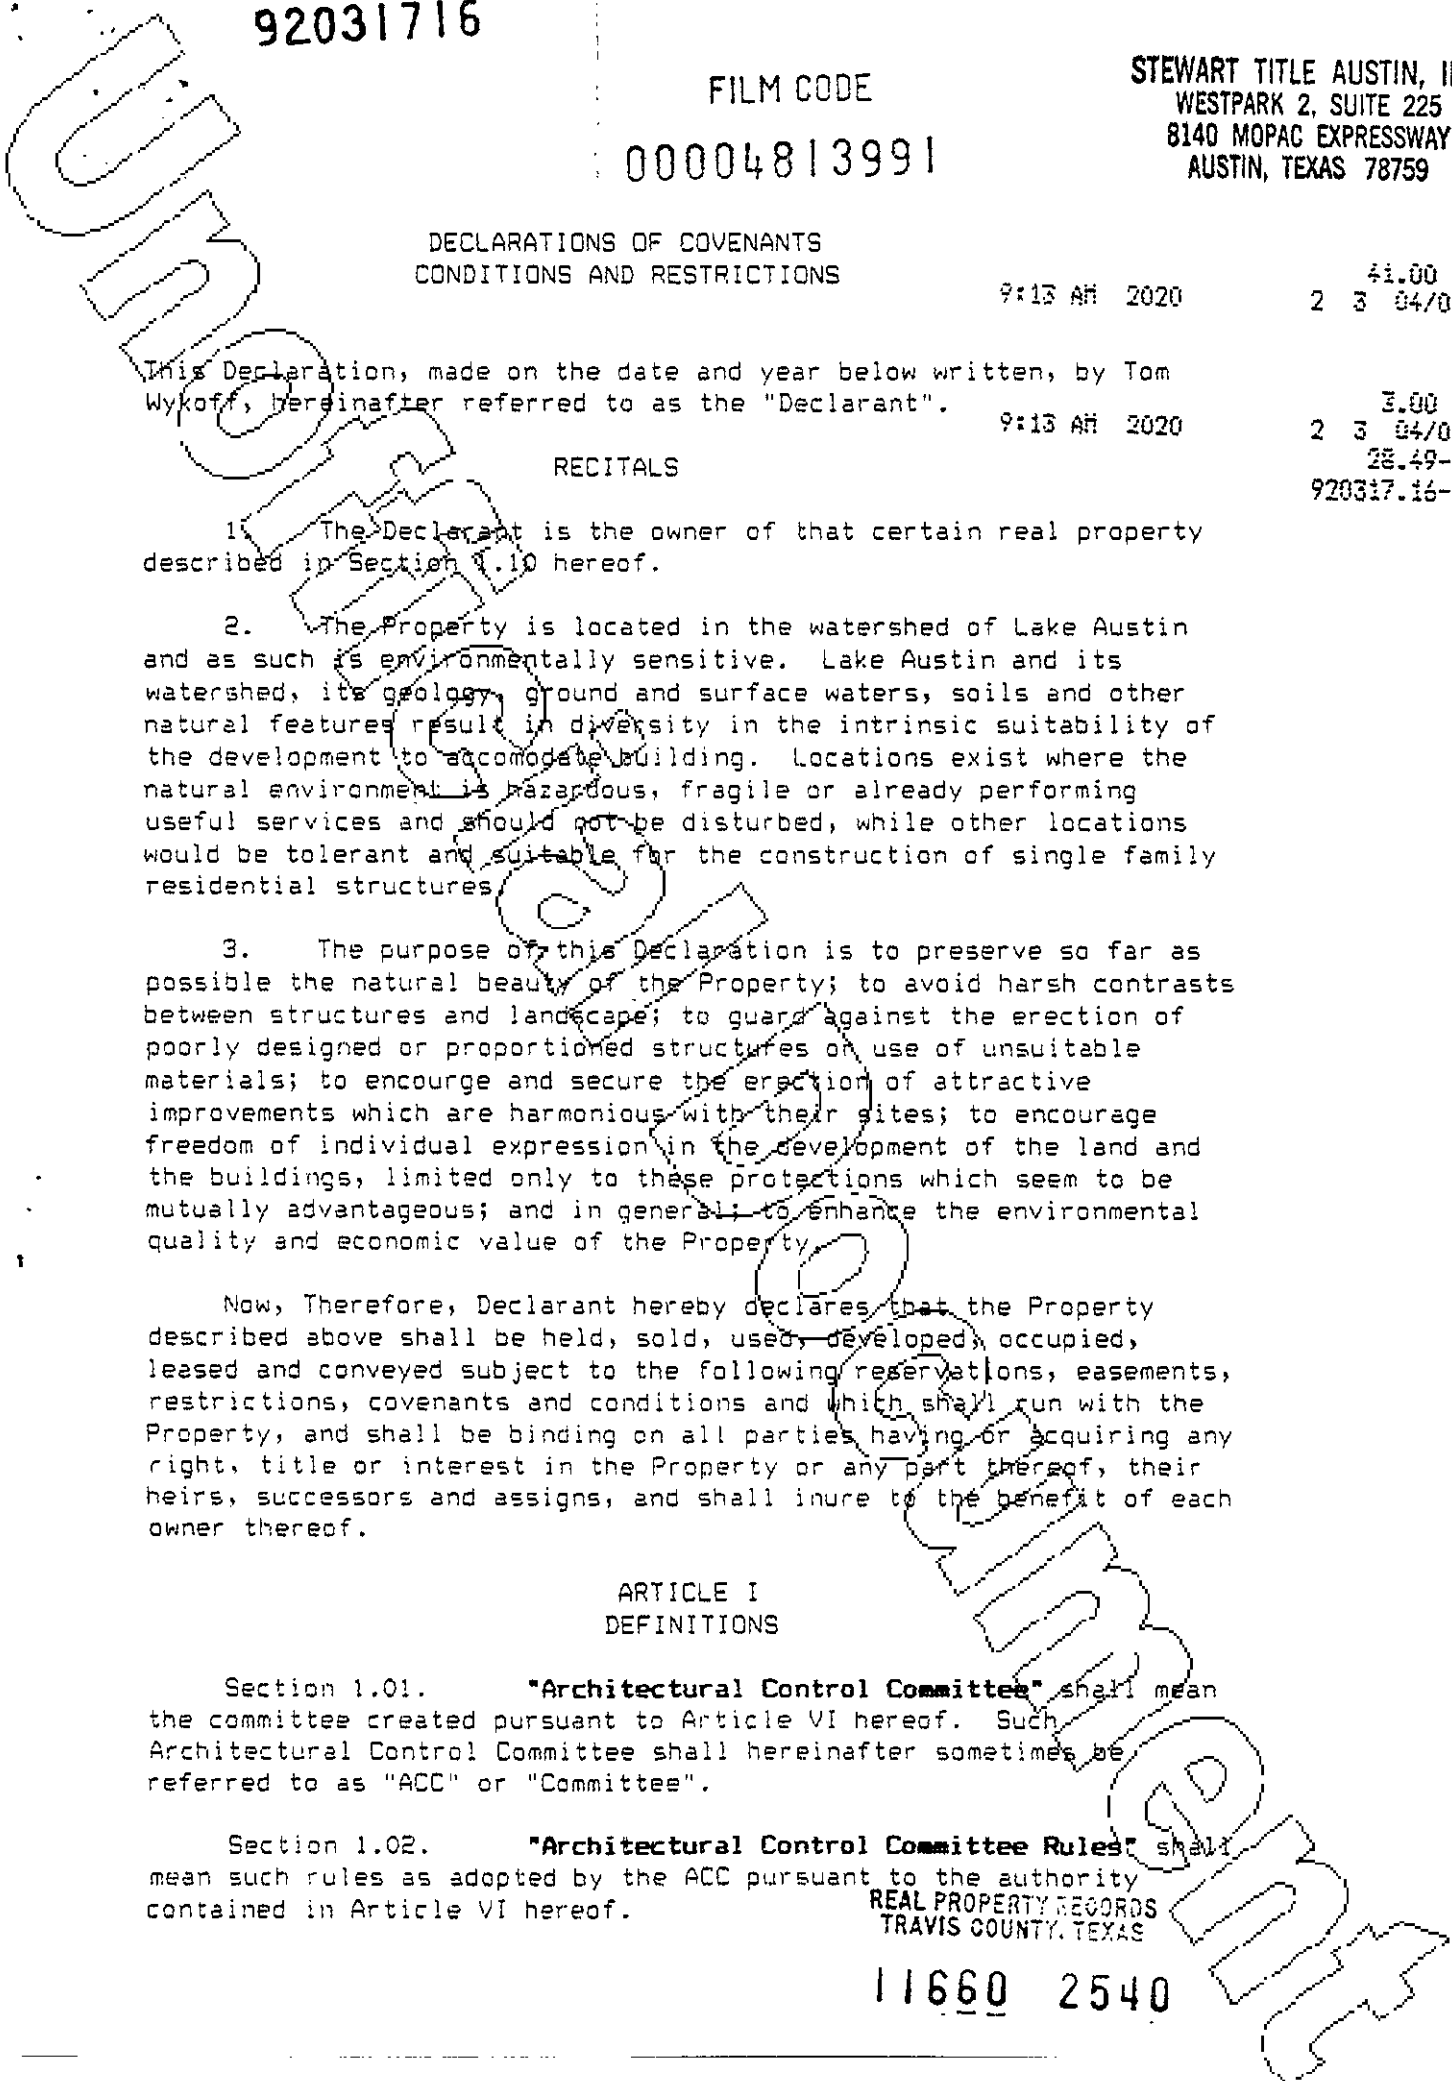 92031716
FILM CODE
00004813991
STEWART TITLE AUSTIN,
WESTPARK 2, SUITE 225
8140 MOPAC EXPRESSWAY
AUSTIN, TEXAS 78759
DECLARATIONS OF COVENANTS
CONDITIONS AND RESTRICTIONS
41.00
9:13 AM 2020 2 3 04/0
This Declaration, made on the date and year below written, by Tom
Wykoff, hereinafter referred to as the "Declarant".
3.00
9:13 AM 2020 2 3 04/0
28.49-
920317.16-
RECITALS
1. The Declarant is the owner of that certain real property
described in Section 1.10 hereof.
2. The Property is located in the watershed of Lake Austin
and as such is environmentally sensitive. Lake Austin and its
watershed, its geology, ground and surface waters, soils and other
natural features result in diversity in the intrinsic suitability of
the development to accomodate building. Locations exist where the
natural environment is hazardous, fragile or already performing
useful services and should not be disturbed, while other locations
would be tolerant and suitable for the construction of single family
residential structures.
3. The purpose of this Declaration is to preserve so far as
possible the natural beauty of the Property; to avoid harsh contrasts
between structures and landscape; to guard against the erection of
poorly designed or proportioned structures or use of unsuitable
materials; to encourge and secure the erection of attractive
improvements which are harmonious with their sites; to encourage
freedom of individual expression in the development of the land and
the buildings, limited only to these protections which seem to be
mutually advantageous; and in general; to enhance the environmental
quality and economic value of the Property.
Now, Therefore, Declarant hereby declares that the Property
described above shall be held, sold, used, developed, occupied,
leased and conveyed subject to the following reservations, easements,
restrictions, covenants and conditions and which shall run with the
Property, and shall be binding on all parties having or acquiring any
right, title or interest in the Property or any part thereof, their
heirs, successors and assigns, and shall inure to the benefit of each
owner thereof.
ARTICLE I
DEFINITIONS
Section 1.01. "Architectural Control Committee" shall mean
the committee created pursuant to Article VI hereof. Such
Architectural Control Committee shall hereinafter sometimes be
referred to as "ACC" or "Committee".
Section 1.02. "Architectural Control Committee Rules" shall
mean such rules as adopted by the ACC pursuant to the authority
contained in Article VI hereof.
REAL PROPERTY RECORDS
TRAVIS COUNTY, TEXAS
11660 2540
Unofficial Document